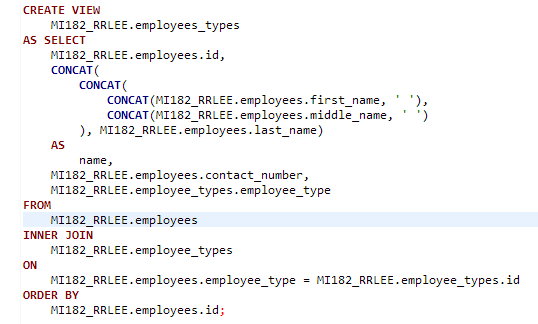 CREATE VIEW
MI182_RRLEE.employees_types
AS SELECT
MI182_RRLEE.employees.id,
CONCAT(
CONCAT(
CONCAT(MI182_RRLEE.employees.first_name, ' '),
CONCAT(MI182_RRLEE.employees.middle_name, ' ')
), MI182_RRLEE.employees.last_name)
AS
name,
MI182_RRLEE.employees.contact_number,
MI182_RRLEE.employee_types.employee_type
FROM
MI182_RRLEE.employees
INNER JOIN
MI182_RRLEE.employee_types
ON
MI182_RRLEE.employees.employee_type = MI182_RRLEE.employee_types.id
ORDER BY
MI182_RRLEE.employees.id;